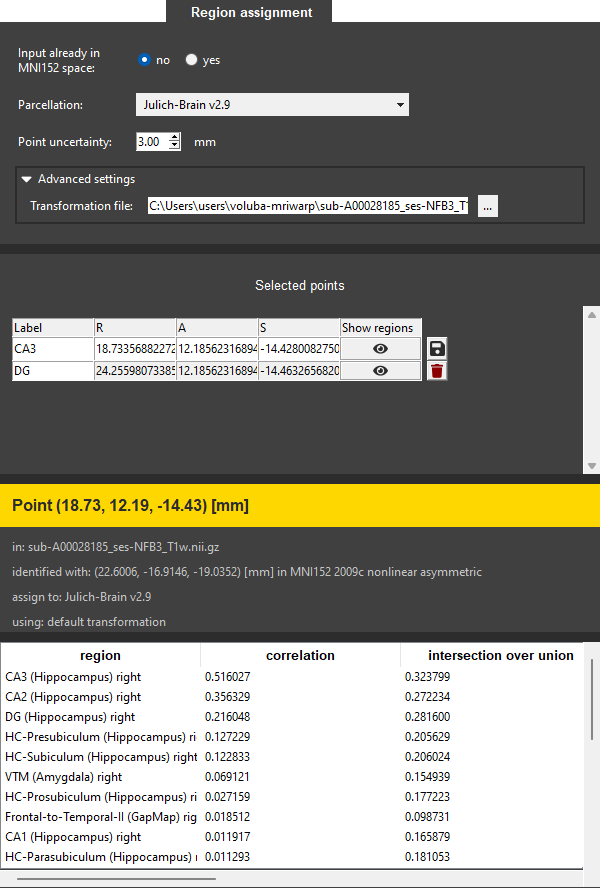 Region assignment
Input already in
MNI152 space:
no
yes
Parcellation:
Julich-Brain v2.9
Point uncertainty:
3.00
mm
Advanced settings
Transformation file:
C:\Users\users\voluba-mriwarp\sub-A00028185_ses-NFB3_T1
...
Selected points
Label R A S Show regions
CA3 18.73356882272 12.18562316894 -14.4280082750
DG 24.25598073385 12.18562316894 -14.4632656820
Point (18.73, 12.19, -14.43) [mm]
in: sub-A00028185_ses-NFB3_T1w.nii.gz
identified with: (22.6006, -16.9146, -19.0352) [mm] in MNI152 2009c nonlinear asymmetric
assign to: Julich-Brain v2.9
using: default transformation
region correlation intersection over union
CA3 (Hippocampus) right 0.516027 0.323799
CA2 (Hippocampus) right 0.356329 0.272234
DG (Hippocampus) right 0.216048 0.281600
HC-Presubiculum (Hippocampus) ri 0.127229 0.205629
HC-Subiculum (Hippocampus) right 0.122833 0.206024
VTM (Amygdala) right 0.069121 0.154939
HC-Prosubiculum (Hippocampus) ri 0.027159 0.177223
Frontal-to-Temporal-II (GapMap) rig 0.018512 0.098731
CA1 (Hippocampus) right 0.011917 0.165879
HC-Parasubiculum (Hippocampus) 0.011293 0.181053